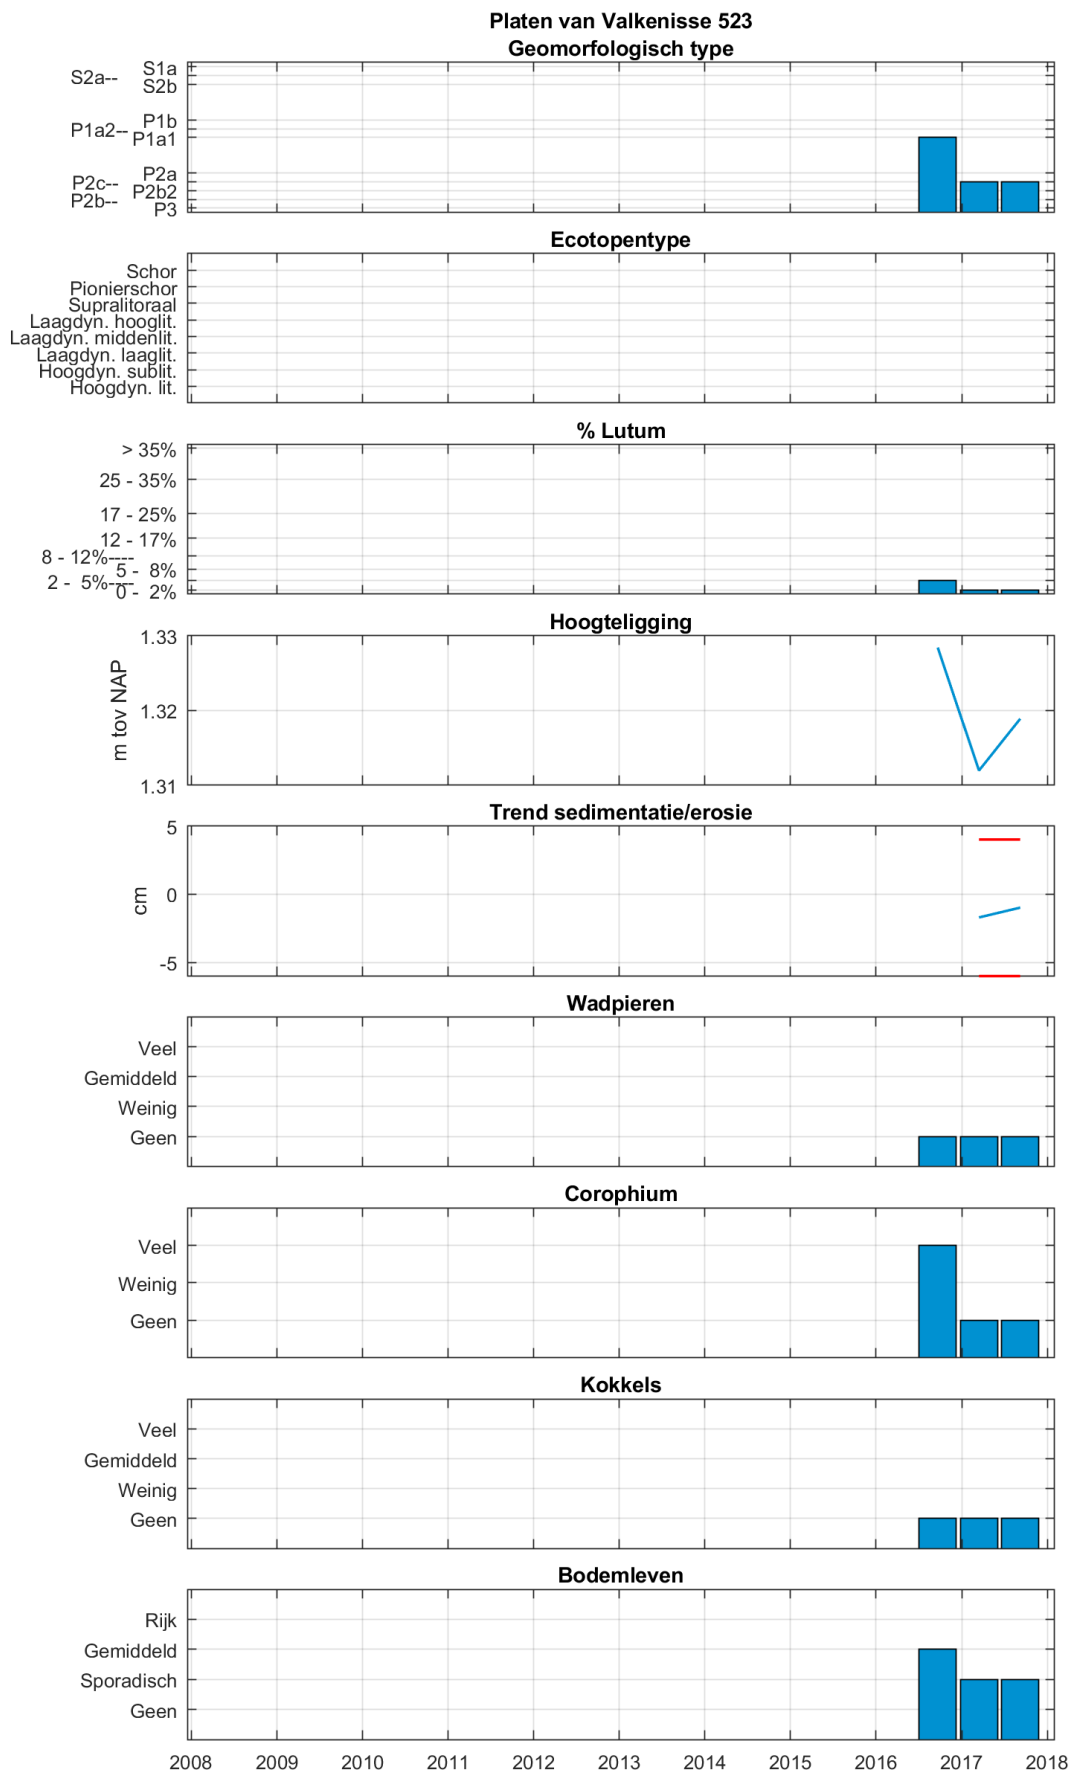 Platen van Valkenisse 523
Geomorfologisch type
S1a
S2a--
S2b
P1b
P1a2--
P1a1
P2a
P2c--
P2b2
P2b--
P3
Ecotopentype
Schor
Pionierschor
Supralitoraal
Laagdyn. hooglit.
Laagdyn. middenlit.
Laagdyn. laaglit.
Hoogdyn. sublit.
Hoogdyn. lit.
% Lutum
> 35%
25 - 35%
17 - 25%
12 - 17%
8 - 12%----
5 - 8%
2 - 5%----
0 - 2%
Hoogteligging
m tov NAP
1.33
1.32
1.31
Trend sedimentatie/erosie
cm
5
0
-5
Wadpieren
Veel
Gemiddeld
Weinig
Geen
Corophium
Veel
Weinig
Geen
Kokkels
Veel
Gemiddeld
Weinig
Geen
Bodemleven
Rijk
Gemiddeld
Sporadisch
Geen
2008 2009 2010 2011 2012 2013 2014 2015 2016 2017 2018